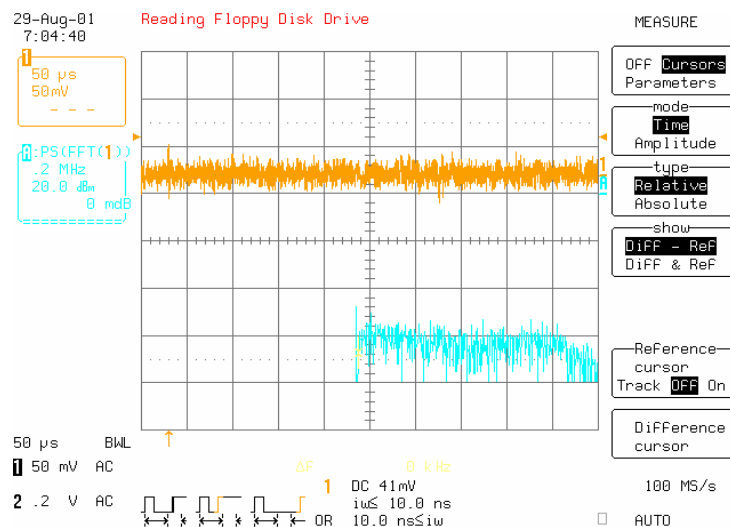 29-Aug-01
7:04:40
Reading Floppy Disk Drive
MEASURE
1
50 µs
50mV
- - -
A:PS(FFT(1))
.2 MHz
20.0 dBm
0 mdB
OFF Cursors
Parameters
mode
Time
Amplitude
type
Relative
Absolute
show
Diff - Ref
Diff & Ref
Reference
cursor
Track OFF On
Difference
cursor
1
A
50 µs BWL
1 50 mV AC
2 .2 V AC
ΔF 0 kHz
1 DC 41mV
iw≤ 10.0 ns
OR 10.0 ns≤iw
100 MS/s
AUTO